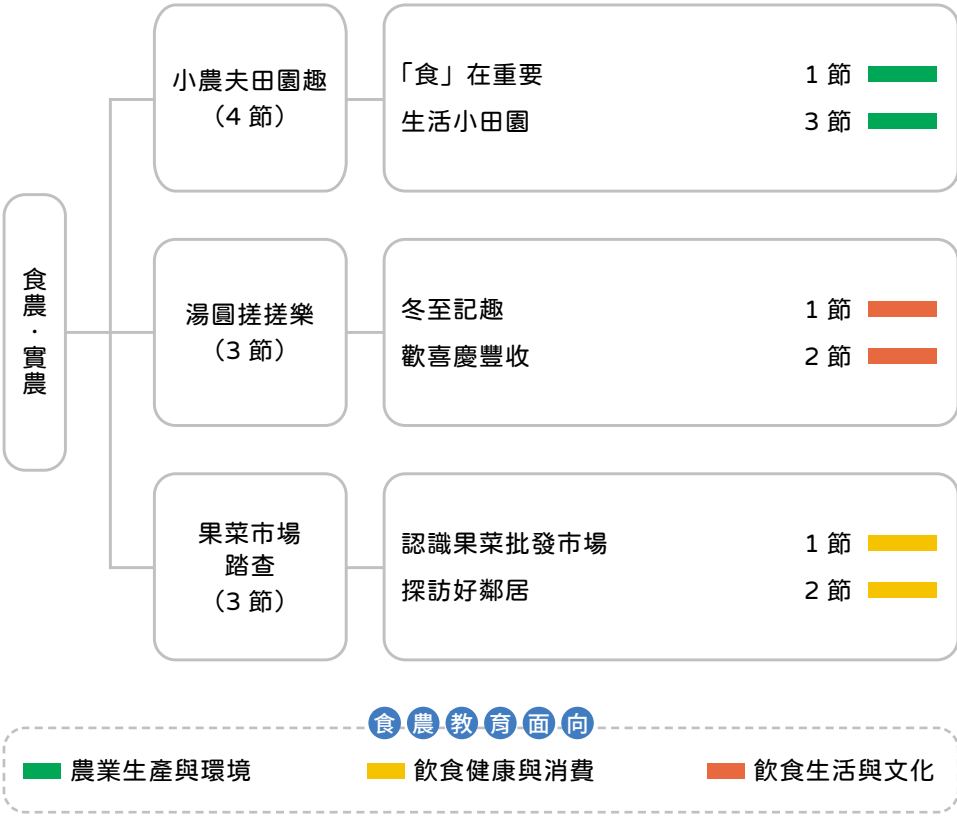 食農・實農
小農夫田園趣
（4 節）
「食」在重要 1 節
生活小田園 3 節
湯圓搓搓樂
（3 節）
冬至記趣 1 節
歡喜慶豐收 2 節
果菜市場
踏查
（3 節）
認識果菜批發市場 1 節
探訪好鄰居 2 節
食農教育面向
農業生產與環境 飲食健康與消費 飲食生活與文化